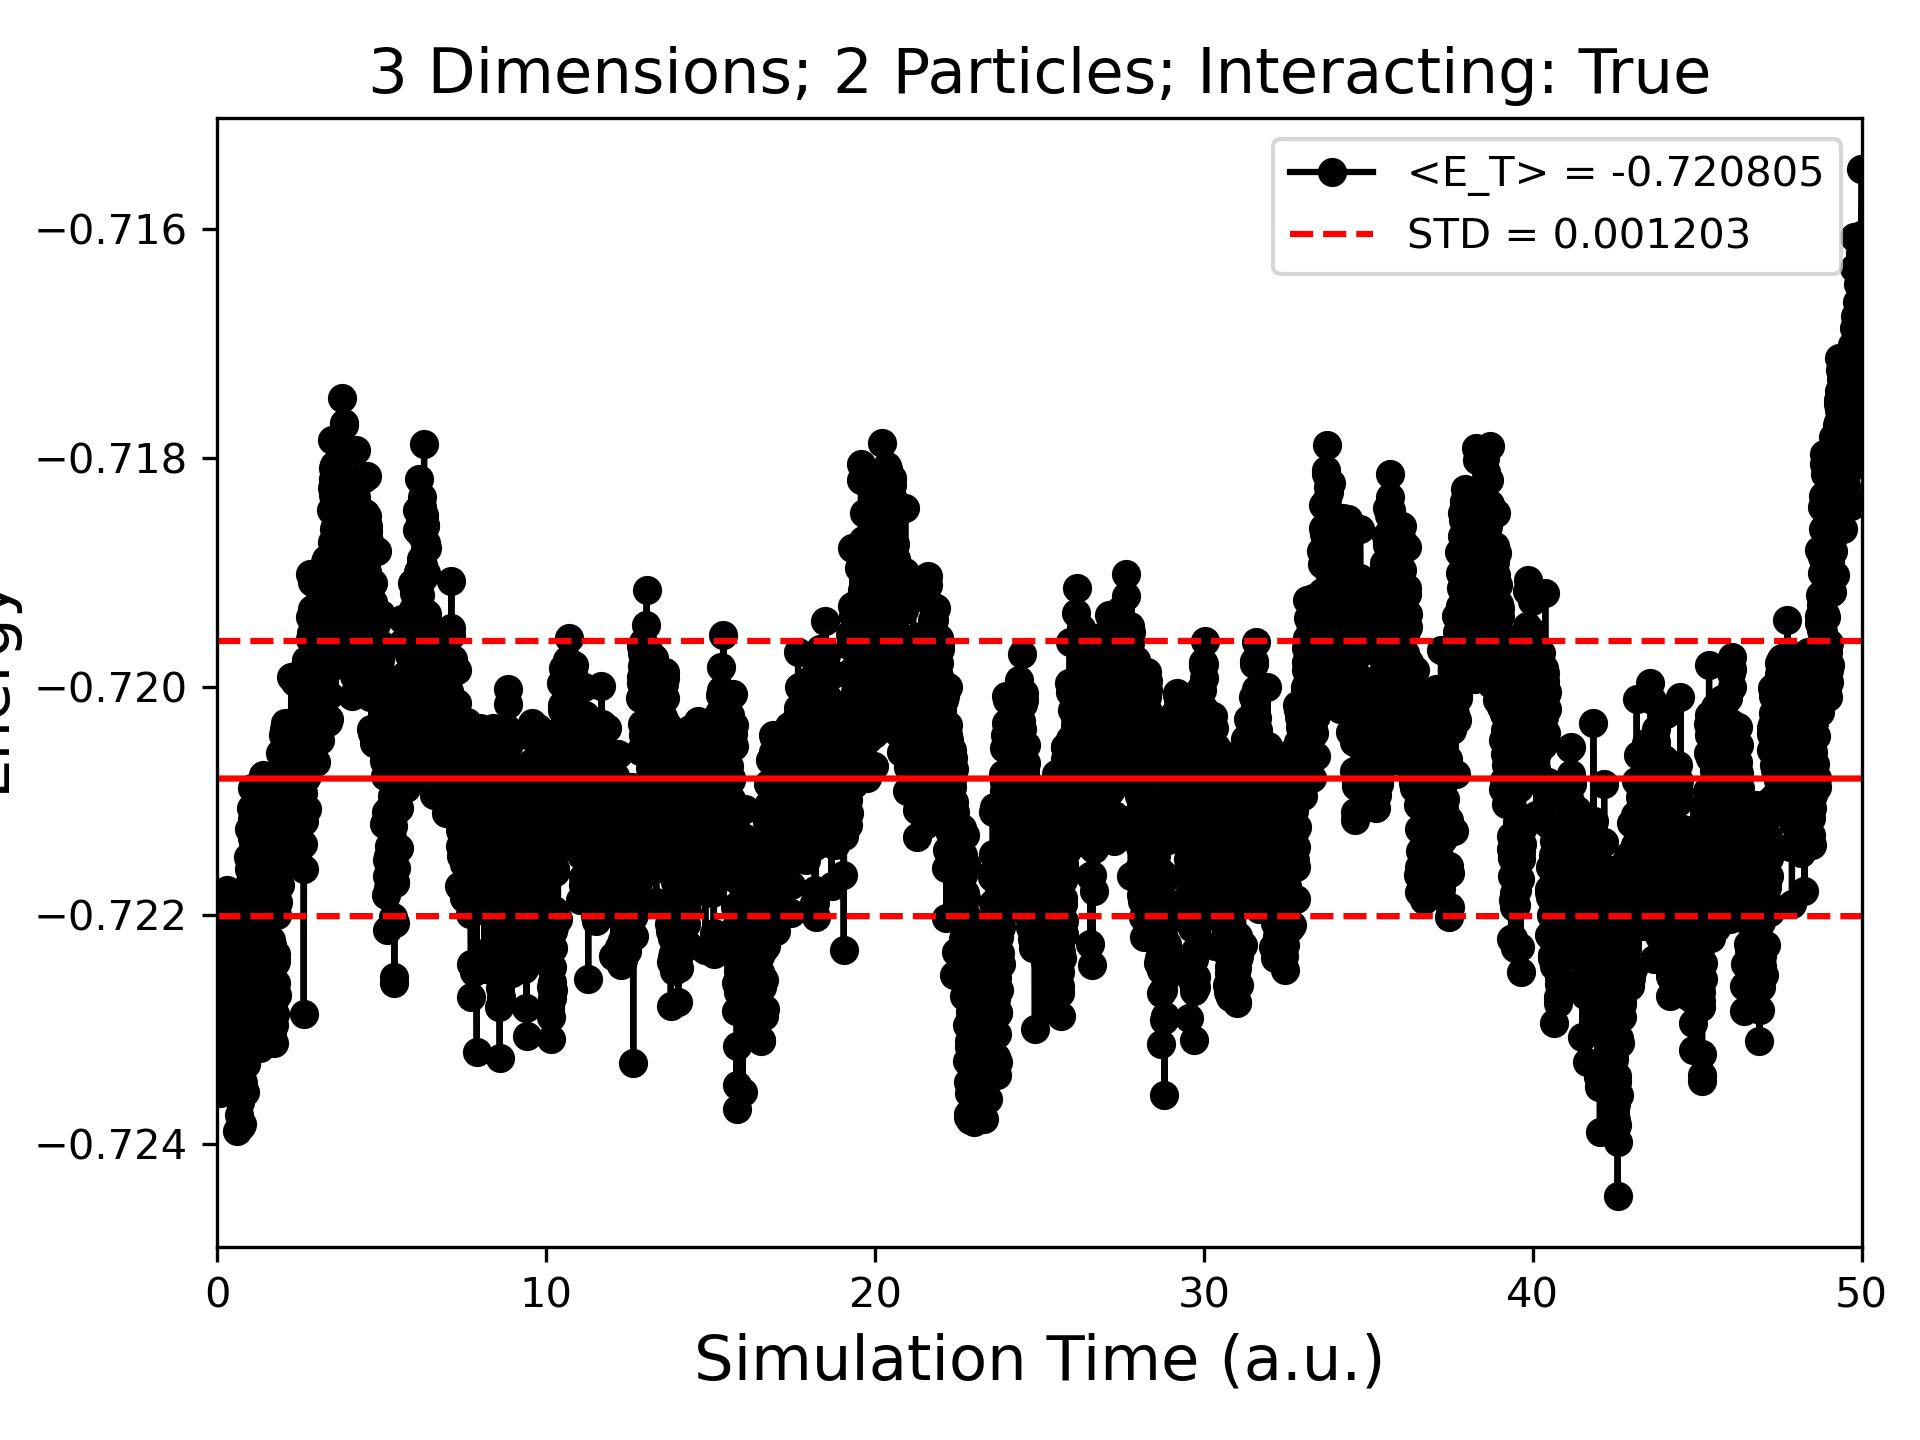 3 Dimensions; 2 Particles; Interacting: True
<E_T> = -0.720805
STD = 0.001203
−0.716
−0.718
−0.720
−0.722
−0.724
0 10 20 30 40 50
Simulation Time (a.u.)
Energy